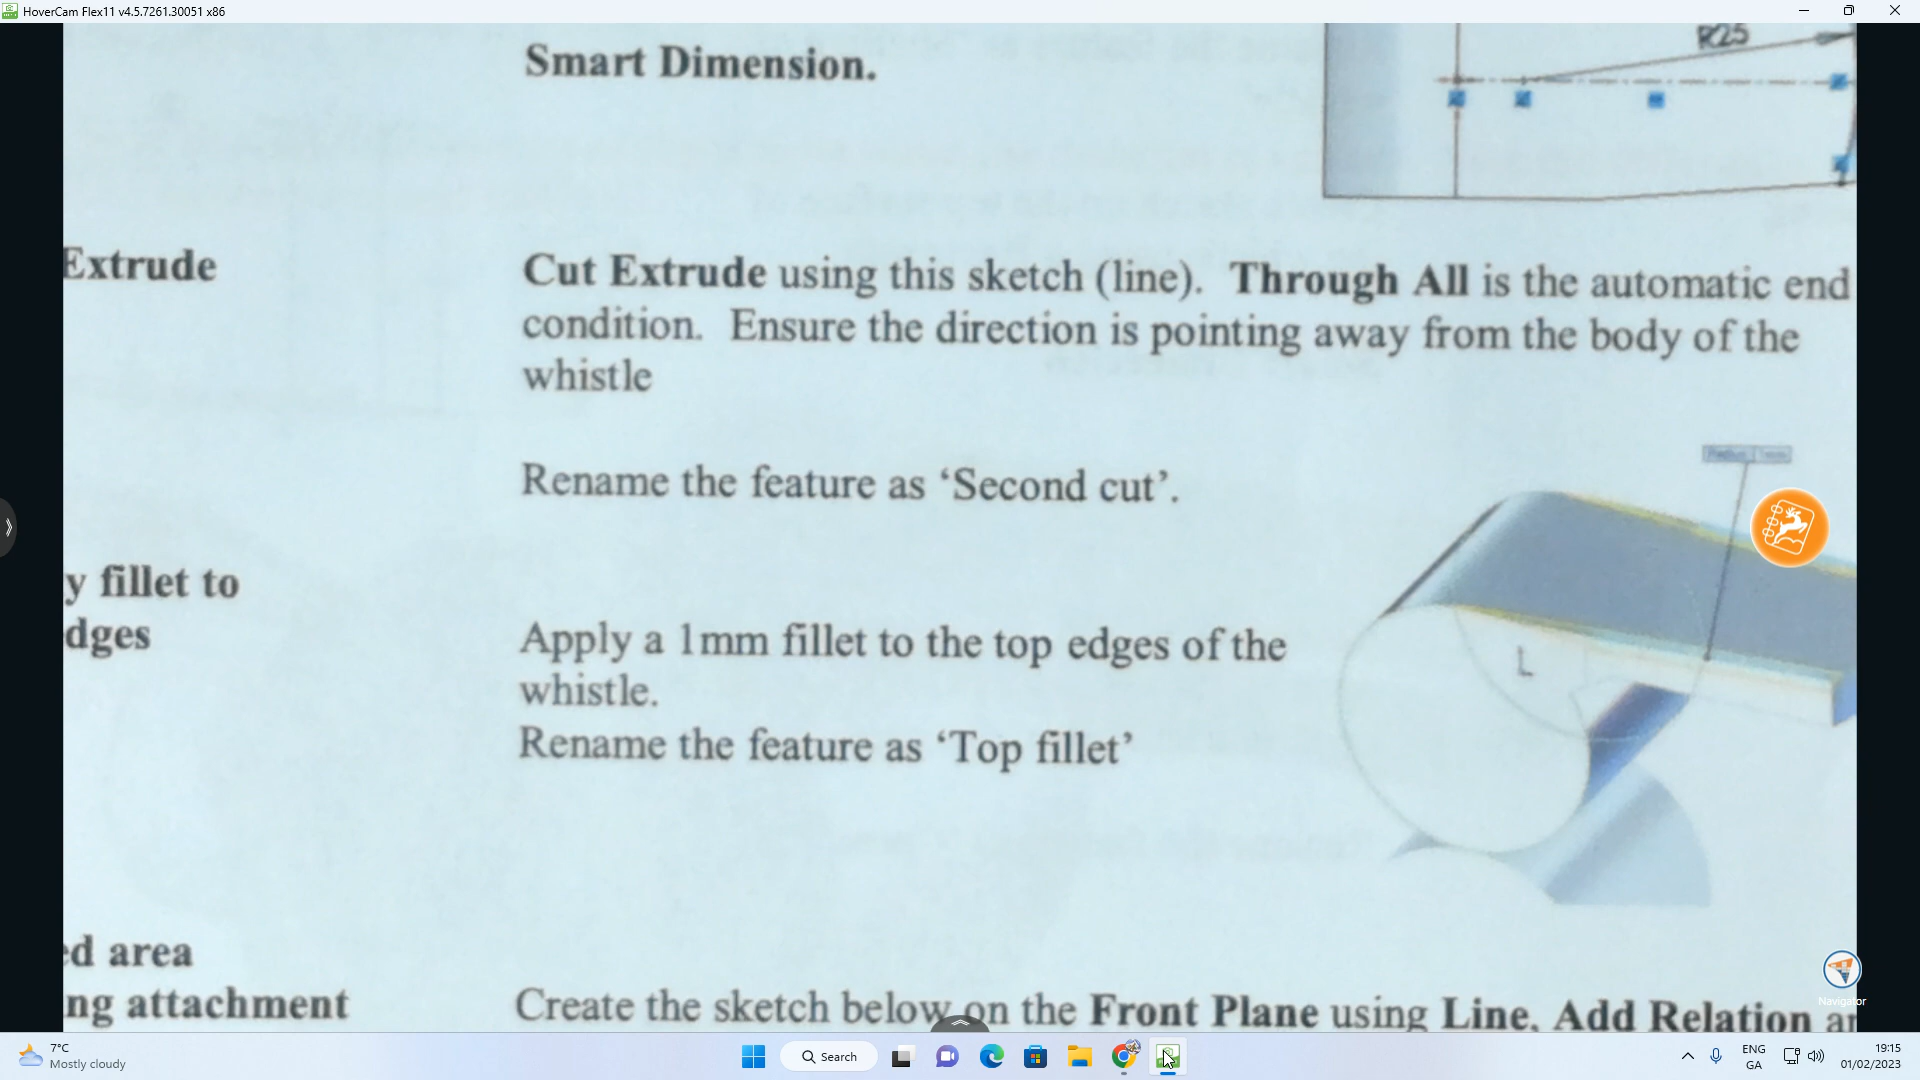 HoverCam Flex11 v4.5.7261.30051 x86
R25
Smart Dimension.
Extrude
Cut Extrude using this sketch (line). Through All is the automatic end
condition. Ensure the direction is pointing away from the body of the
whistle
Rename the feature as ‘Second cut’.
y fillet to
dges
Apply a 1mm fillet to the top edges of the
whistle.
Rename the feature as ‘Top fillet’
L
ed area
ng attachment
Create the sketch below on the Front Plane using Line, Add Relation ar
Navigator
7°C
Mostly cloudy
Search
ENG
GA
19:15
01/02/2023